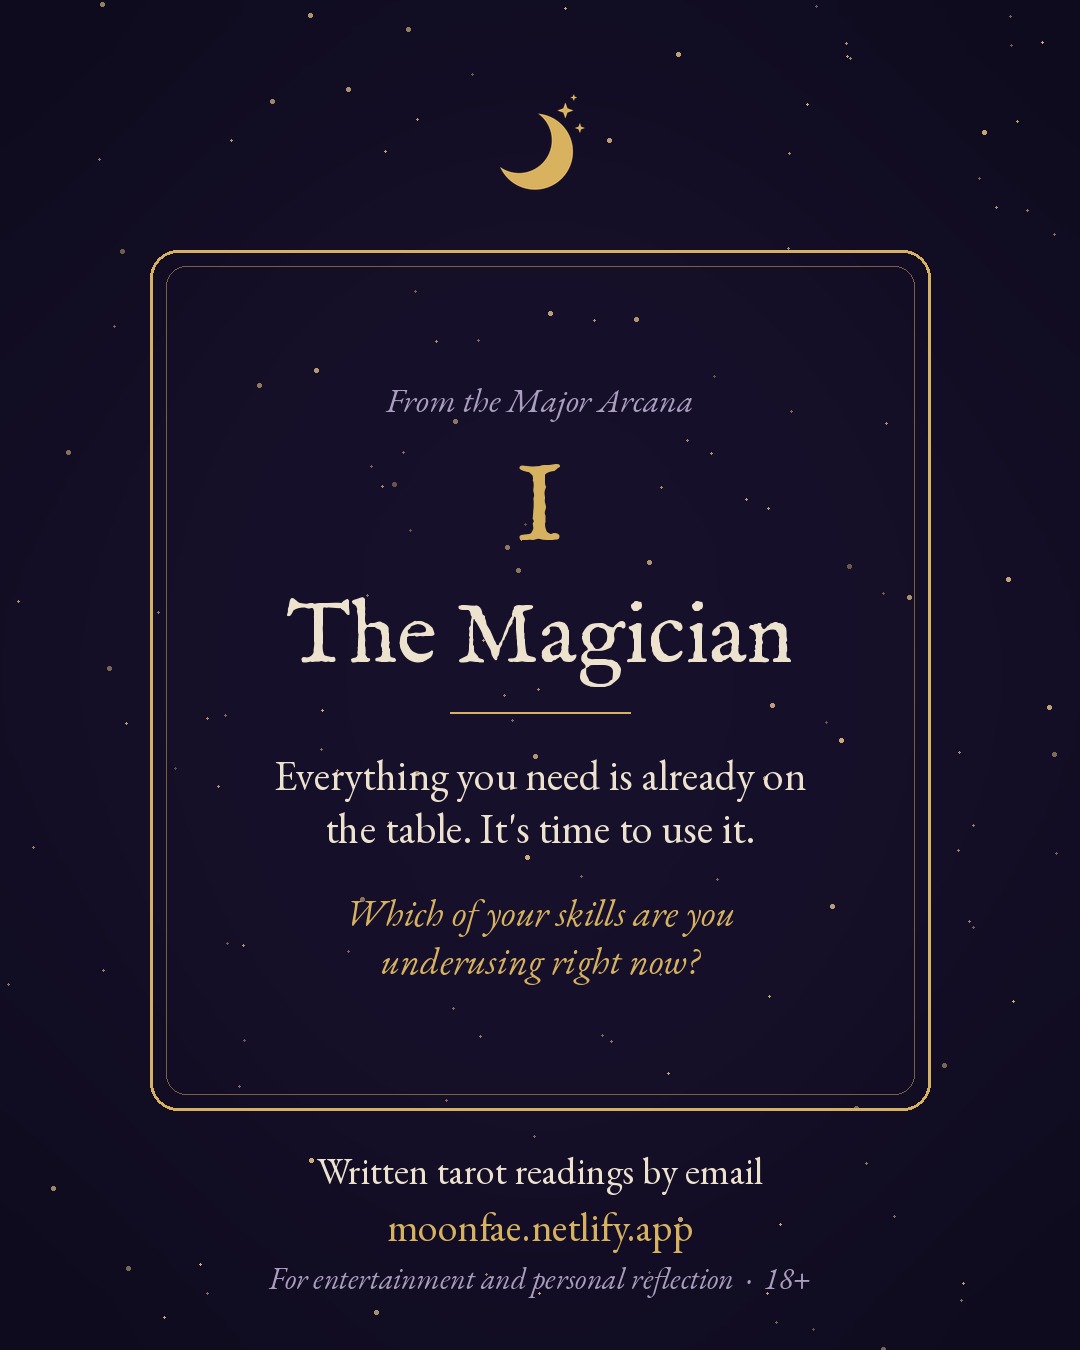 From the Major Arcana
I
The Magician
Everything you need is already on
the table. It's time to use it.
Which of your skills are you
underusing right now?
Written tarot readings by email
moonfae.netlify.app
For entertainment and personal reflection · 18+